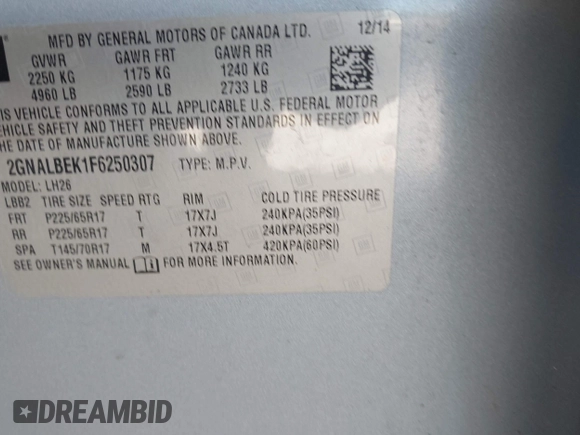 MFD BY GENERAL MOTORS OF CANADA LTD. 12/14
GVWR GAWR FRT GAWR RR
2250 KG 1175 KG 1240 KG
4960 LB 2590 LB 2733 LB
IS VEHICLE CONFORMS TO ALL APPLICABLE U.S. FEDERAL MOTOR
EHICLE SAFETY AND THEFT PREVENTION STANDARDS IN EFFECT ON
THE DATE OF MANUFACTURE SHOWN ABOVE.
2GNALBEK1F6250307 TYPE: M.P.V.
MODEL: LH26
LBB2 TIRE SIZE SPEED RTG RIM COLD TIRE PRESSURE
FRT P225/65R17 T 17X7J 240KPA(35PSI)
RR P225/65R17 T 17X7J 240KPA(35PSI)
SPA T145/70R17 M 17X4.5T 420KPA(60PSI)
SEE OWNER'S MANUAL FOR MORE INFORMATION.
DREAMBID